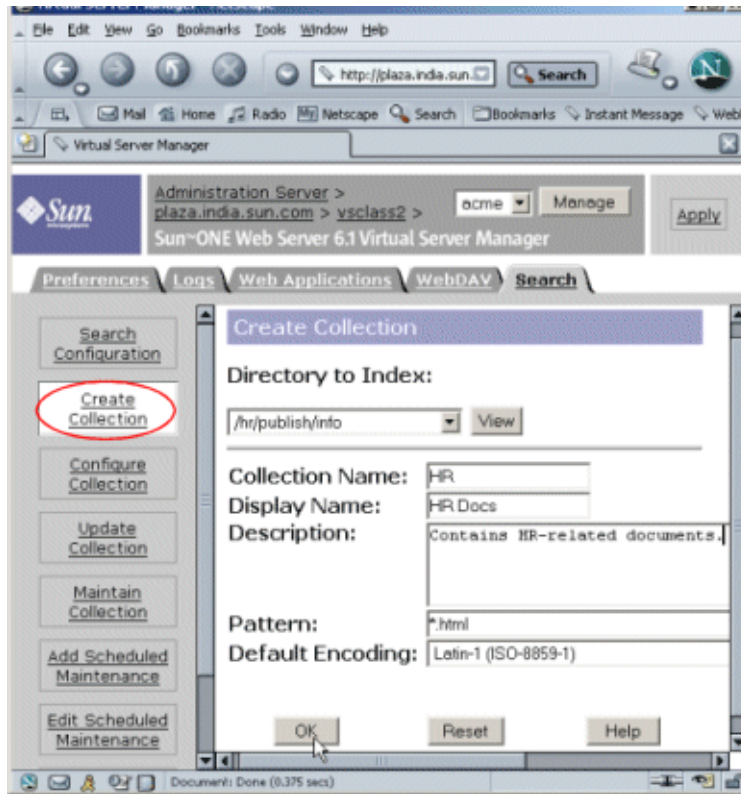 File Edit View Go Bookmarks Tools Window Help
http://plaza.india.sun.
Search
N
Mail Home Radio My Netscape Search Bookmarks Instant Message
Virtual Server Manager
Sun
Administration Server >
plaza.india.sun.com > vsclass2 >
acme
Manage
Apply
Sun ONE Web Server 6.1 Virtual Server Manager
Preferences Logs Web Applications WebDAV Search
Search
Configuration
Create
Collection
Configure
Collection
Update
Collection
Maintain
Collection
Add Scheduled
Maintenance
Edit Scheduled
Maintenance
Create Collection
Directory to Index:
/hr/publish/info
View
Collection Name: HR
Display Name: HR Docs
Description: Contains HR-related documents.
Pattern: *.html
Default Encoding: Latin-1 (ISO-8859-1)
OK Reset Help
Document: Done (0.375 secs)